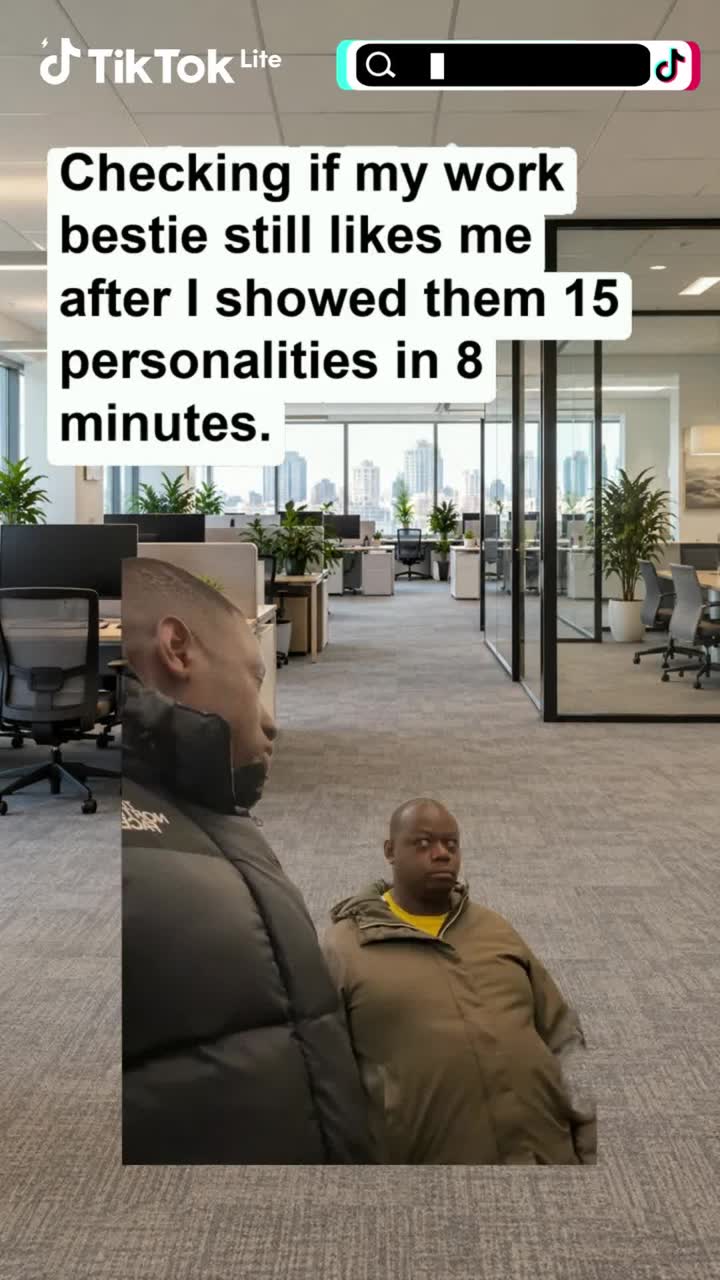 TikTok Lite
Checking if my work
bestie still likes me
after I showed them 15
personalities in 8
minutes.